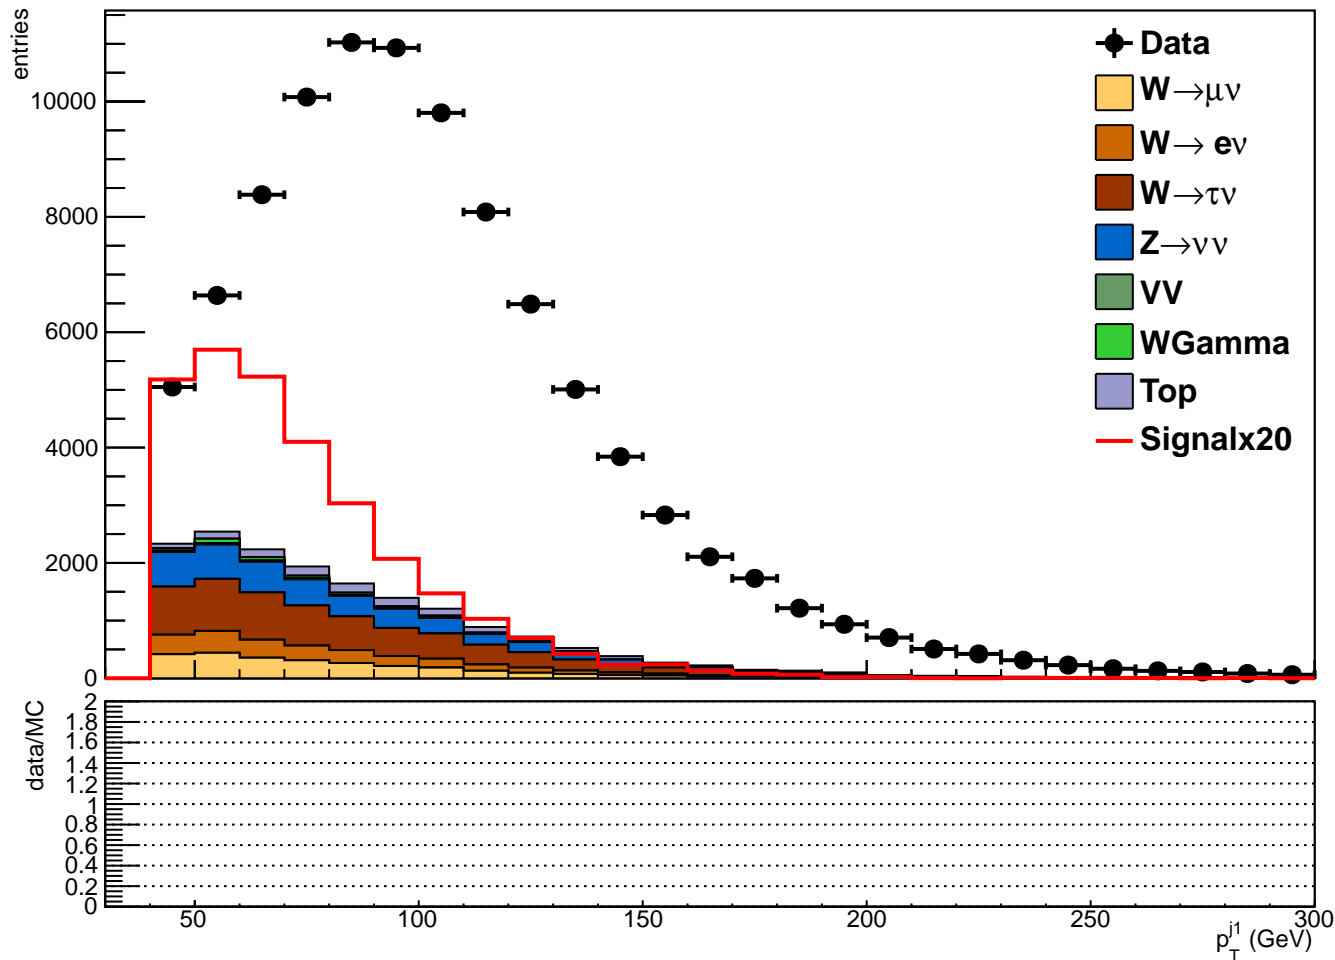 entries
10000
8000
6000
4000
2000
0
Data
W→μν
W→ eν
W→τν
Z→νν
VV
WGamma
Top
Signalx20
data/MC
2
1.8
1.6
1.4
1.2
1
0.8
0.6
0.4
0.2
0
50 100 150 200 250 300
p_T^j1 (GeV)